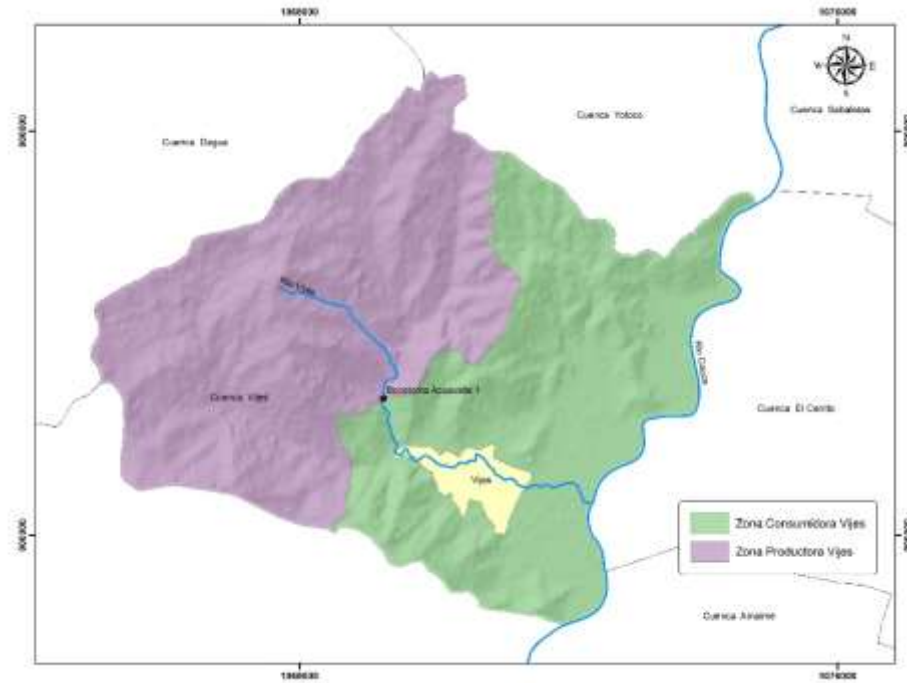 N
W E
S
Cuenca Yotoco
Cuenca Sabaletas
Cuenca Dagua
Río Vijes
Río Cauca
Bocatoma Acueducto 1
Cuenca Vijes
Cuenca El Cerrito
Vijes
Zona Consumidora Vijes
Zona Productora Vijes
Cuenca Amaime